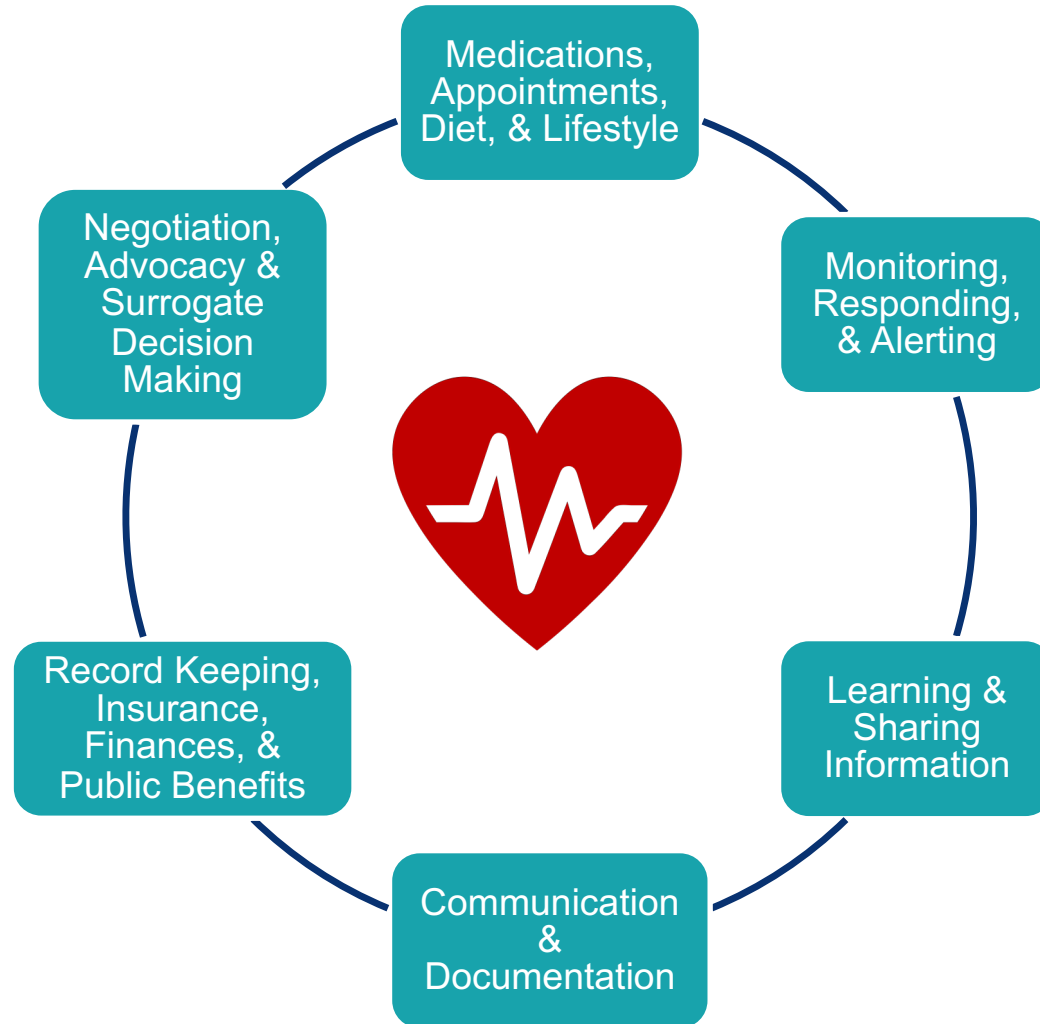 Medications,
Appointments,
Diet, & Lifestyle
Monitoring,
Responding,
& Alerting
Learning &
Sharing
Information
Communication
&
Documentation
Record Keeping,
Insurance,
Finances, &
Public Benefits
Negotiation,
Advocacy &
Surrogate
Decision
Making